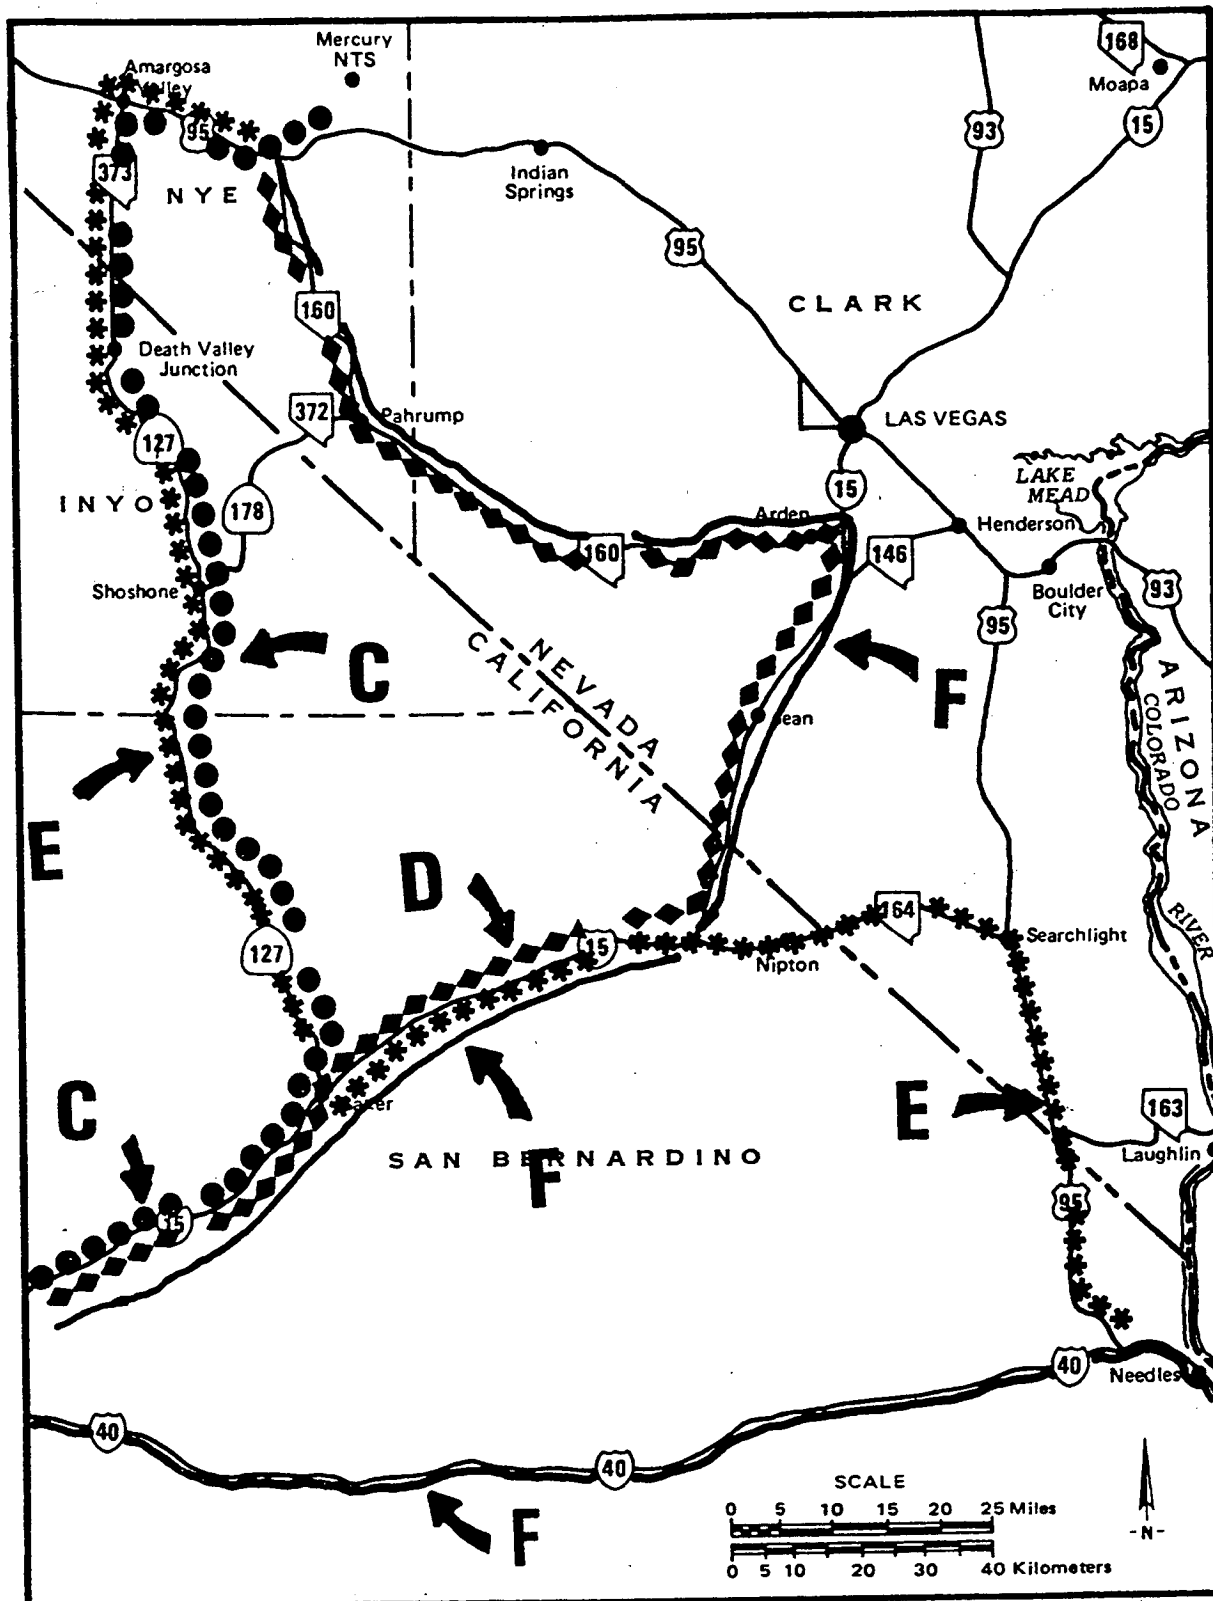 Mercury
NTS
168
Moapa
Amargosa
Valley
95
93
15
373
NYE
Indian
Springs
95
160
CLARK
Death Valley
Junction
372
Pahrump
LAS VEGAS
127
INYO
178
15
LAKE
MEAD
Arden
Henderson
160
146
Shoshone
Boulder
City
93
95
C
NEVADA
CALIFORNIA
F
ARIZONA
COLORADO
RIVER
E
D
164
Searchlight
127
15
Nipton
C
E
163
SAN BERNARDINO
F
Laughlin
95
15
40
Needles
40
40
F
SCALE
0 5 10 15 20 25 Miles
0 5 10 20 30 40 Kilometers
-N-